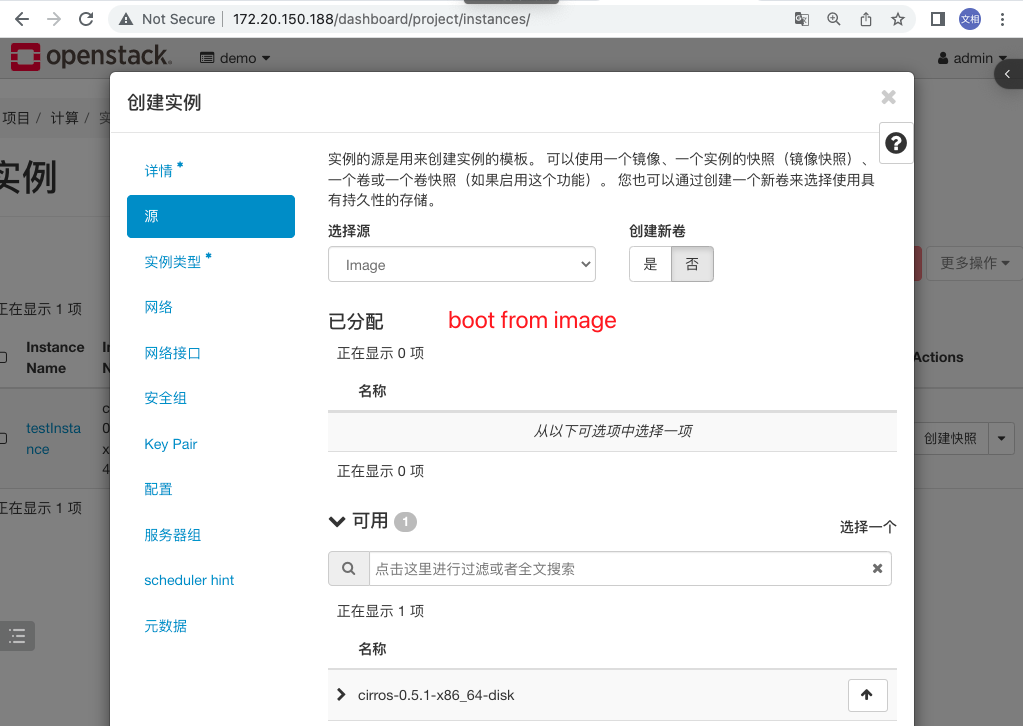 Not Secure 172.20.150.188/dashboard/project/instances/
文相
openstack.
demo
admin
项目 / 计算 / 实
实例
更多操作
正在显示 1 项
Instance
Name
Actions
testInsta
nce
创建快照
正在显示 1 项
创建实例
详情 *
源
实例类型 *
网络
网络接口
安全组
Key Pair
配置
服务器组
scheduler hint
元数据
实例的源是用来创建实例的模板。 可以使用一个镜像、一个实例的快照（镜像快照）、
一个卷或一个卷快照（如果启用这个功能）。 您也可以通过创建一个新卷来选择使用具
有持久性的存储。
选择源
创建新卷
Image
是 否
已分配
boot from image
正在显示 0 项
名称
从以下可选项中选择一项
正在显示 0 项
可用 1
选择一个
点击这里进行过滤或者全文搜索
正在显示 1 项
名称
cirros-0.5.1-x86_64-disk